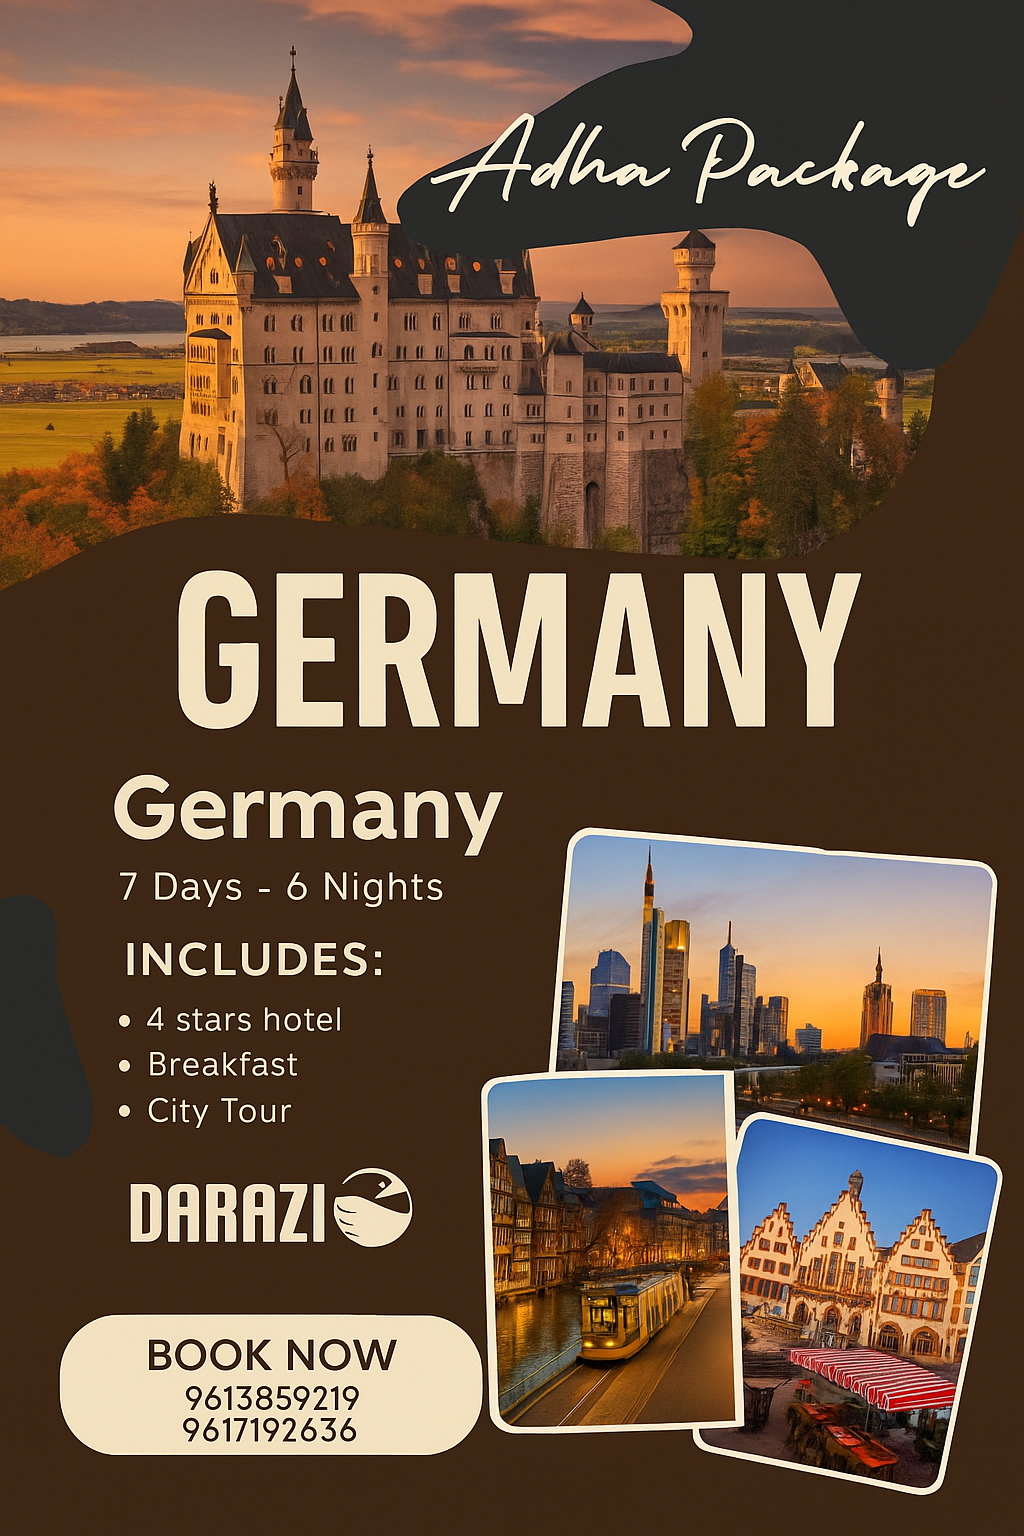 Adha Package
GERMANY
Germany
7 Days - 6 Nights
INCLUDES:
• 4 stars hotel
• Breakfast
• City Tour
DARAZI
BOOK NOW
9613859219
9617192636